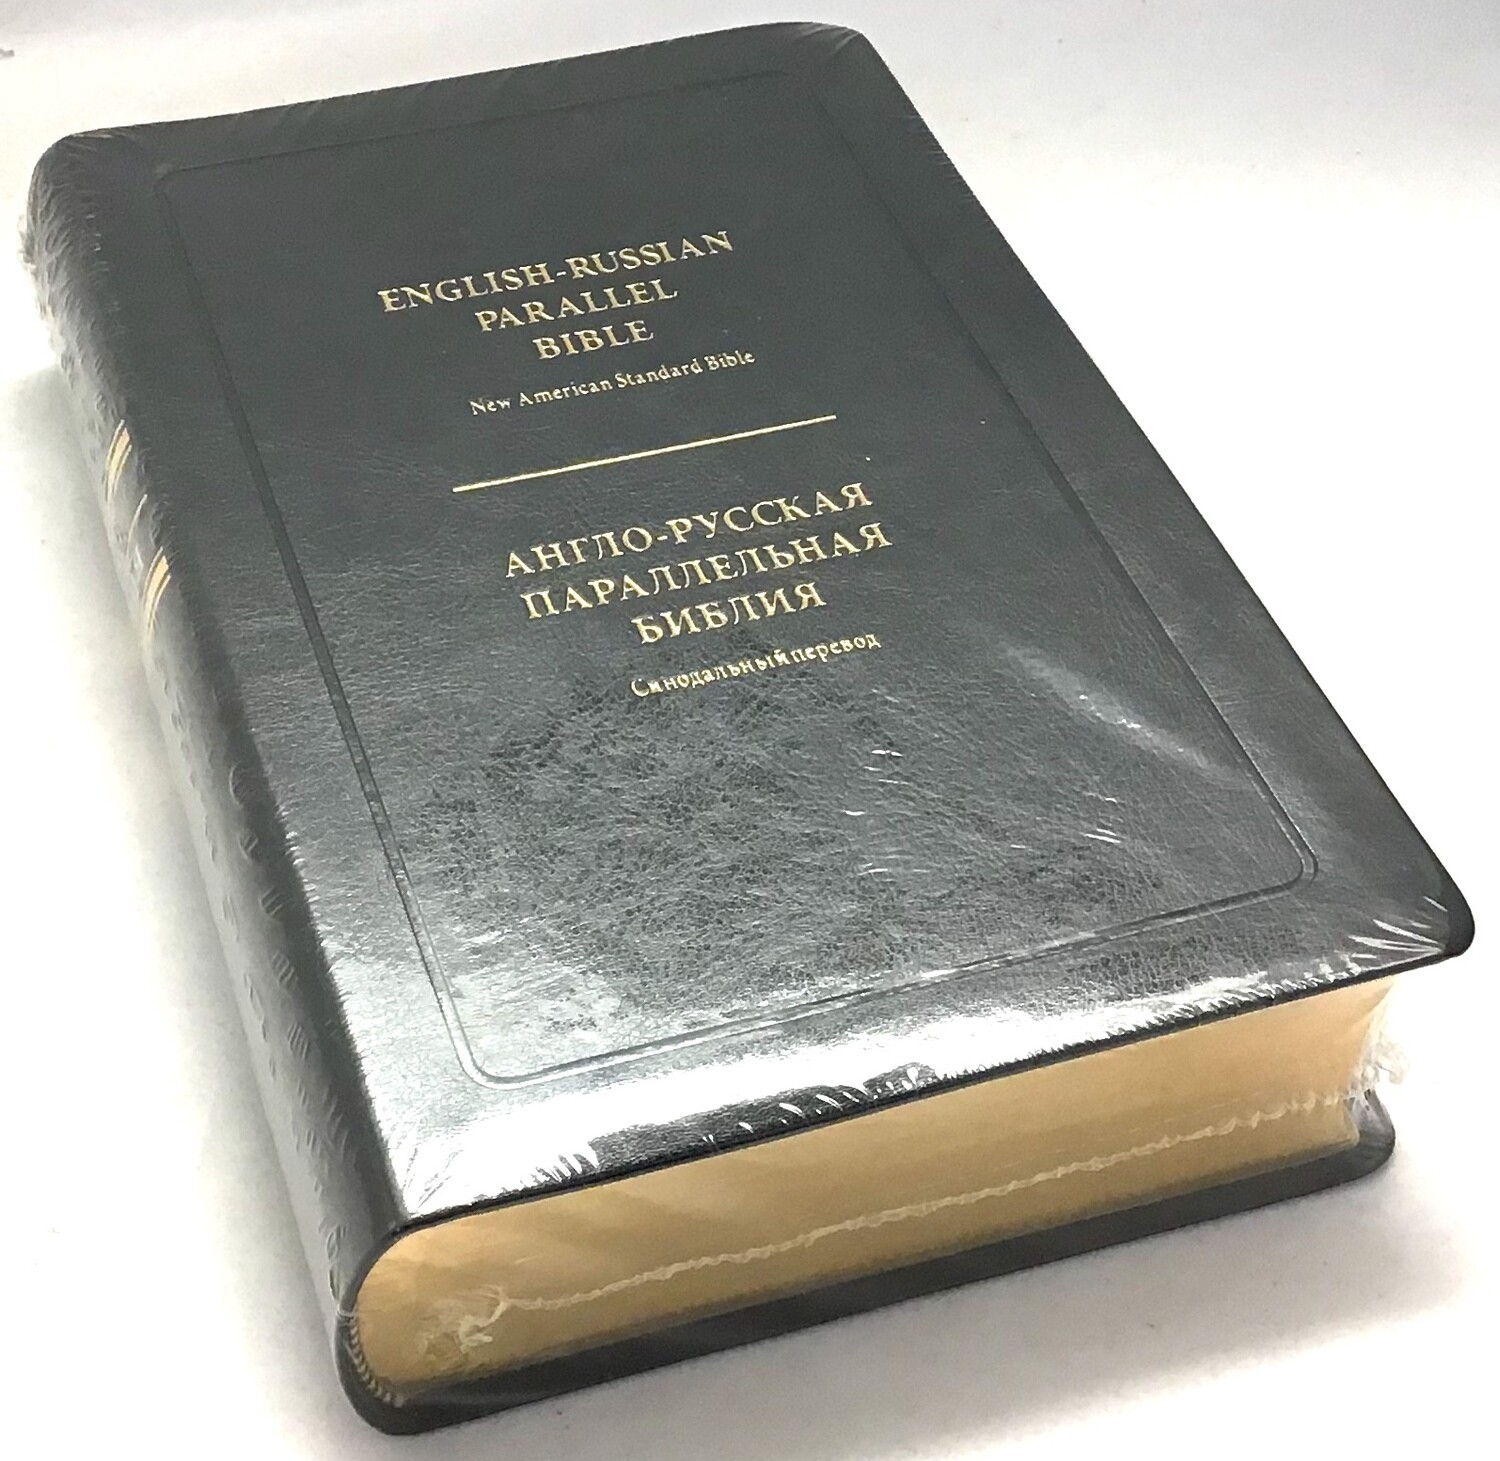 ENGLISH-RUSSIAN
PARALLEL
BIBLE
New American Standard Bible
АНГЛО-РУССКАЯ
ПАРАЛЛЕЛЬНАЯ
БИБЛИЯ
Синодальный перевод